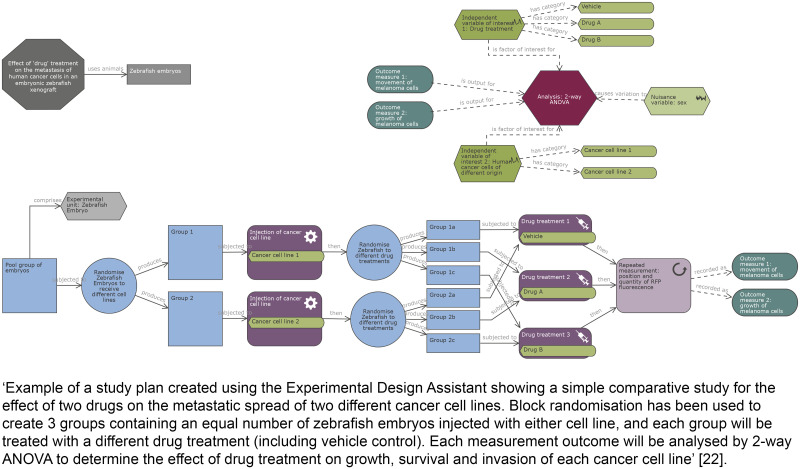 Effect of 'drug' treatment
on the metastasis of
human cancer cells in an
embryonic zebrafish
xenograft
uses animals
Zebrafish embryos
Independent
variable of interest
1: Drug treatment
has category
Vehicle
has category
Drug A
has category
Drug B
is factor of interest for
Outcome
measure 1:
movement of
melanoma cells
is output for
Outcome
measure 2:
growth of
melanoma cells
is output for
Analysis: 2-way
ANOVA
causes variation to
Nuisance
variable: sex
is factor of interest for
Independent
variable of
interest 2: Human
cancer cells of
different origin
has category
Cancer cell line 1
has category
Cancer cell line 2
comprises
Experimental
unit: Zebrafish
Embryo
Pool group of
embryos
subjected
Randomise
Zebrafish
Embryos to
receive
different cell
lines
produces
produces
Group 1
subjected
Injection of cancer
cell line
Cancer cell line 1
then
Randomise
Zebrafish to
different drug
treatments
produces
produces
produces
Group 1a
Group 1b
Group 1c
Group 2
subjected
Injection of cancer
cell line
Cancer cell line 2
then
Randomise
Zebrafish to
different drug
treatments
produces
produces
produces
Group 2a
Group 2b
Group 2c
subjected to
subjected to
subjected to
Drug treatment 1
Vehicle
Drug treatment 2
Drug A
Drug treatment 3
Drug B
then
then
then
Repeated
measurement:
position and
quantity of RFP
fluorescence
recorded as
recorded as
Outcome
measure 1:
movement of
melanoma cells
Outcome
measure 2:
growth of
melanoma cells
‘Example of a study plan created using the Experimental Design Assistant showing a simple comparative study for the
effect of two drugs on the metastatic spread of two different cancer cell lines. Block randomisation has been used to
create 3 groups containing an equal number of zebrafish embryos injected with either cell line, and each group will be
treated with a different drug treatment (including vehicle control). Each measurement outcome will be analysed by 2-way
ANOVA to determine the effect of drug treatment on growth, survival and invasion of each cancer cell line’ [22].